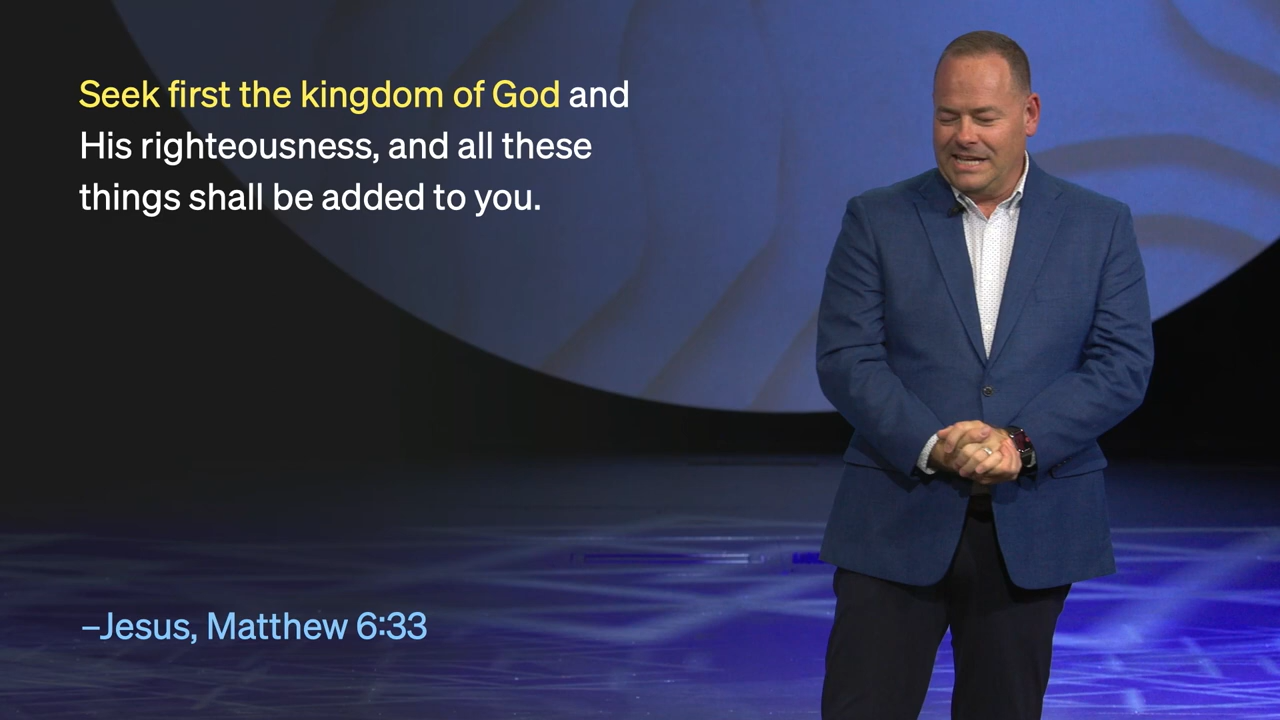 Seek first the kingdom of God and
His righteousness, and all these
things shall be added to you.
–Jesus, Matthew 6:33